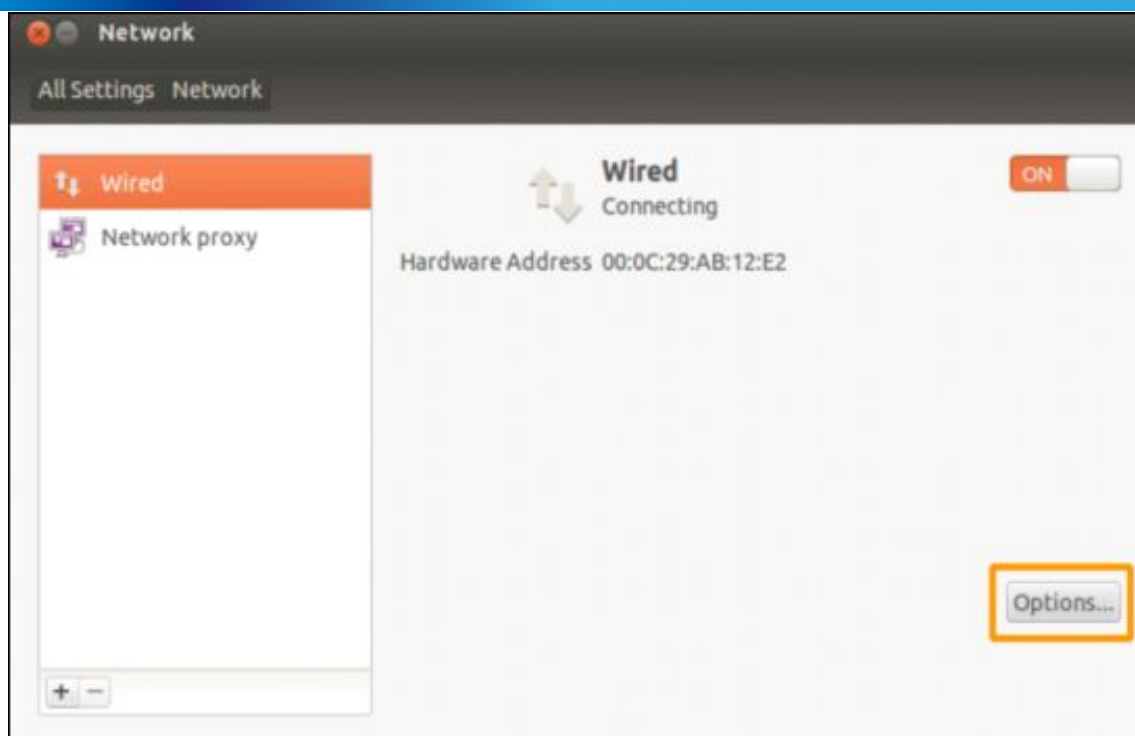 Network
All Settings Network
Wired
Network proxy
Wired
ON
Connecting
Hardware Address 00:0C:29:AB:12:E2
Options...